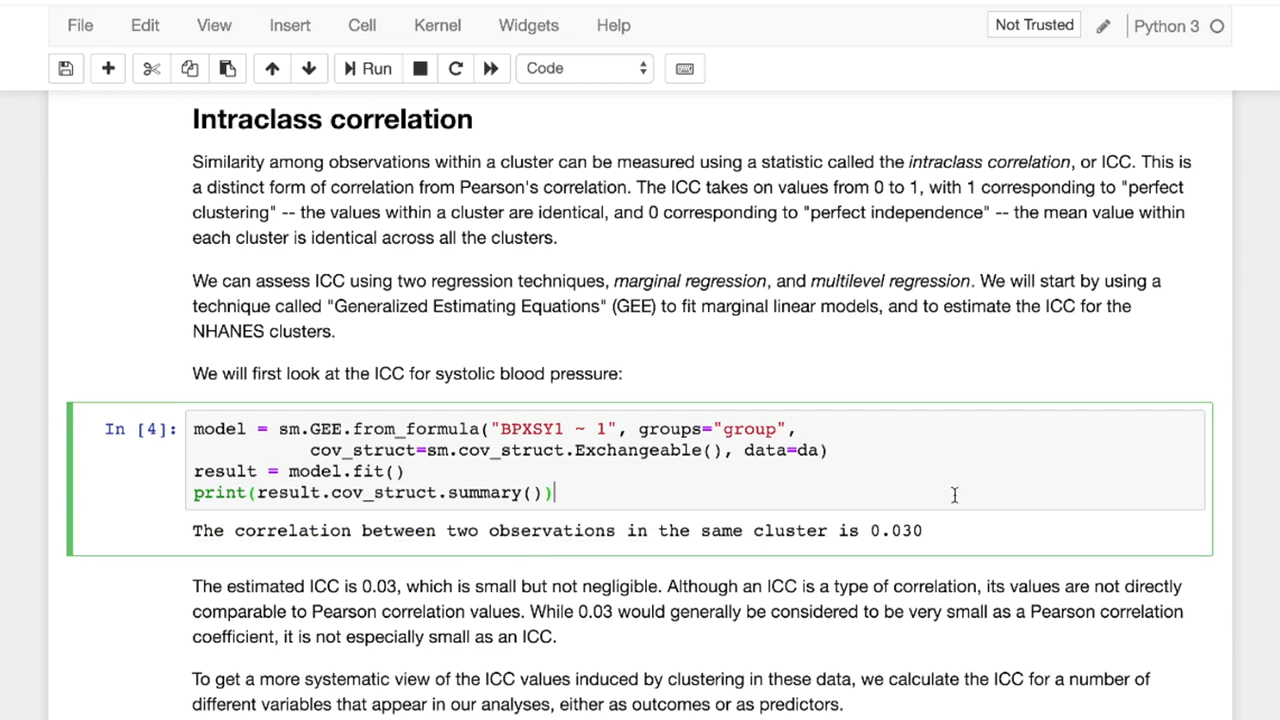 File Edit View Insert Cell Kernel Widgets Help Not Trusted Python 3
Run Code
Intraclass correlation
Similarity among observations within a cluster can be measured using a statistic called the intraclass correlation, or ICC. This is
a distinct form of correlation from Pearson's correlation. The ICC takes on values from 0 to 1, with 1 corresponding to "perfect
clustering" -- the values within a cluster are identical, and 0 corresponding to "perfect independence" -- the mean value within
each cluster is identical across all the clusters.
We can assess ICC using two regression techniques, marginal regression, and multilevel regression. We will start by using a
technique called "Generalized Estimating Equations" (GEE) to fit marginal linear models, and to estimate the ICC for the
NHANES clusters.
We will first look at the ICC for systolic blood pressure:
In [4]: model = sm.GEE.from_formula("BPXSY1 ~ 1", groups="group",
cov_struct=sm.cov_struct.Exchangeable(), data=da)
result = model.fit()
print(result.cov_struct.summary())
The correlation between two observations in the same cluster is 0.030
The estimated ICC is 0.03, which is small but not negligible. Although an ICC is a type of correlation, its values are not directly
comparable to Pearson correlation values. While 0.03 would generally be considered to be very small as a Pearson correlation
coefficient, it is not especially small as an ICC.
To get a more systematic view of the ICC values induced by clustering in these data, we calculate the ICC for a number of
different variables that appear in our analyses, either as outcomes or as predictors.